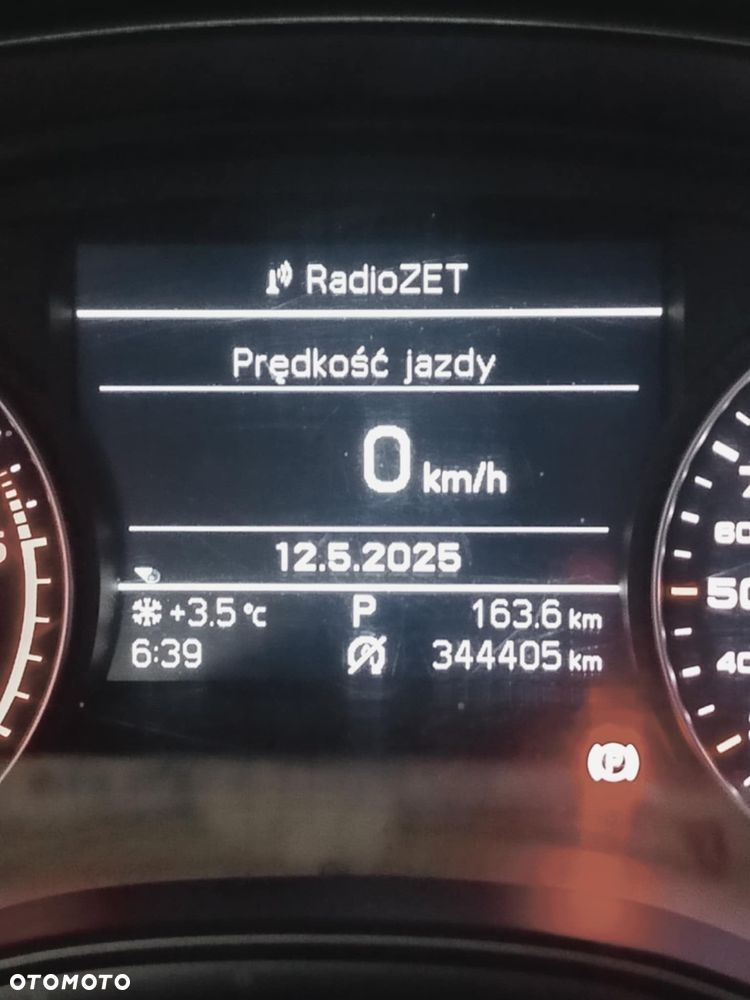 RadioZET
Prędkość jazdy
0 km/h
12.5.2025
+3.5 °C P 163.6 km
6:39 344405 km
60
50
40
P
OTOMOTO